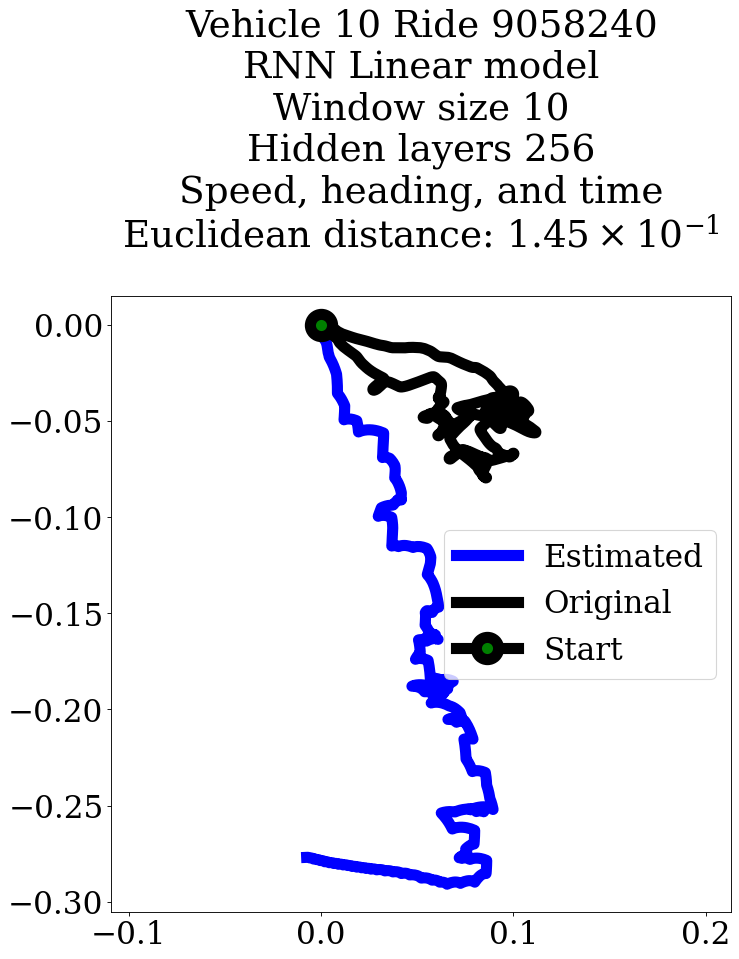 Vehicle 10 Ride 9058240
RNN Linear model
Window size 10
Hidden layers 256
Speed, heading, and time
Euclidean distance: 1.45 × 10⁻¹
0.00
−0.05
−0.10
−0.15
−0.20
−0.25
−0.30
Estimated
Original
Start
−0.1 0.0 0.1 0.2